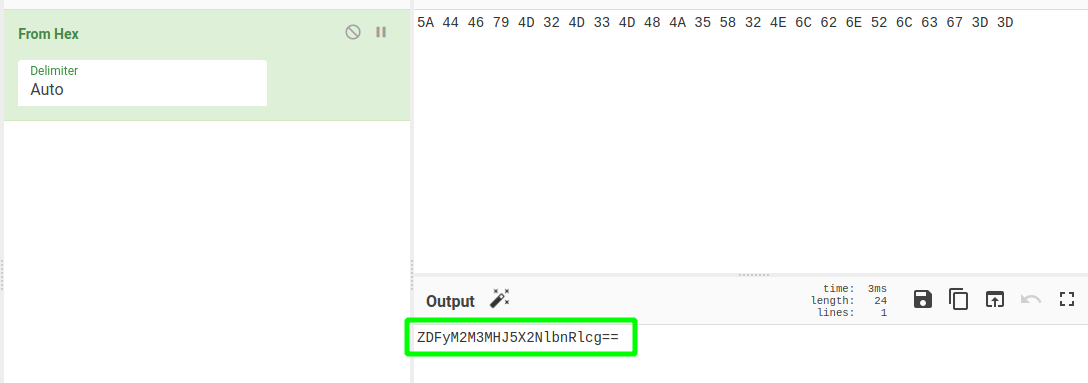 From Hex
Delimiter
Auto
5A 44 46 79 4D 32 4D 33 4D 48 4A 35 58 32 4E 6C 62 6E 52 6C 63 67 3D 3D
Output
time: 3ms
length: 24
lines: 1
ZDFyM2M3MHJ5X2NlbnRlcg==